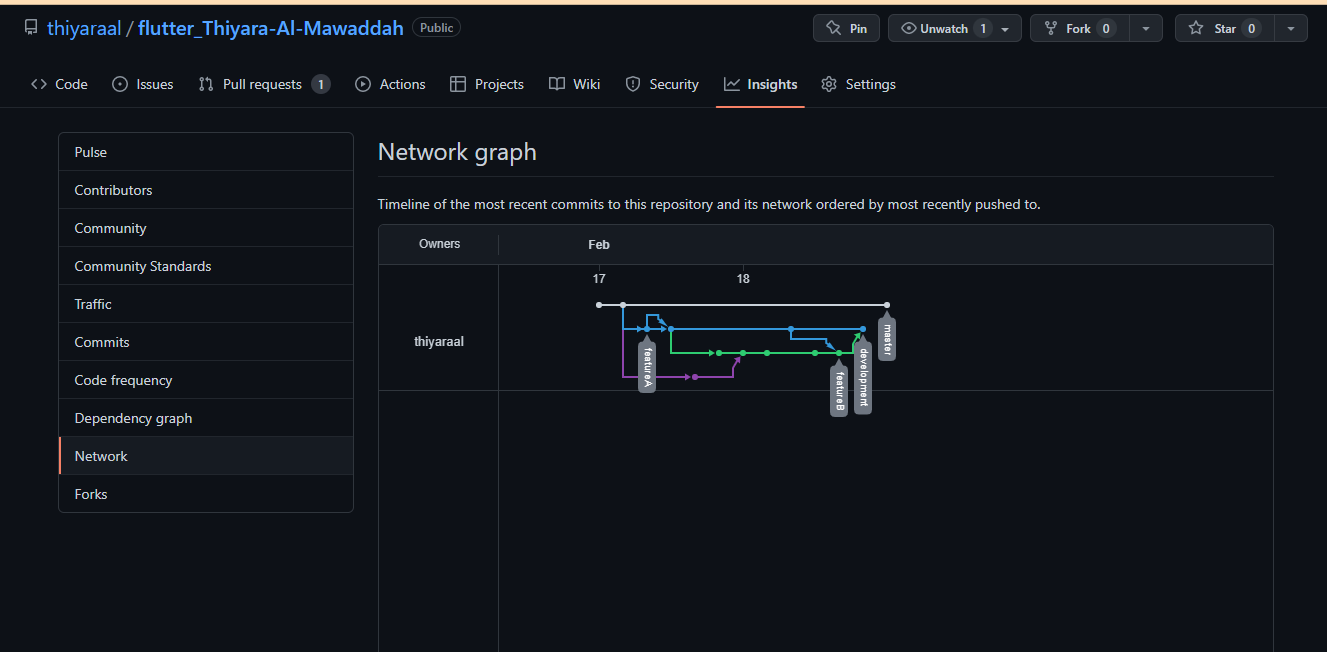 thiyaraal / flutter_Thiyara-Al-Mawaddah Public
Pin Unwatch 1 Fork 0 Star 0
Code Issues Pull requests 1 Actions Projects Wiki Security Insights Settings
Pulse
Contributors
Community
Community Standards
Traffic
Commits
Code frequency
Dependency graph
Network
Forks
Network graph
Timeline of the most recent commits to this repository and its network ordered by most recently pushed to.
Owners Feb
17 18
thiyaraal
featureA
featureB
development
master